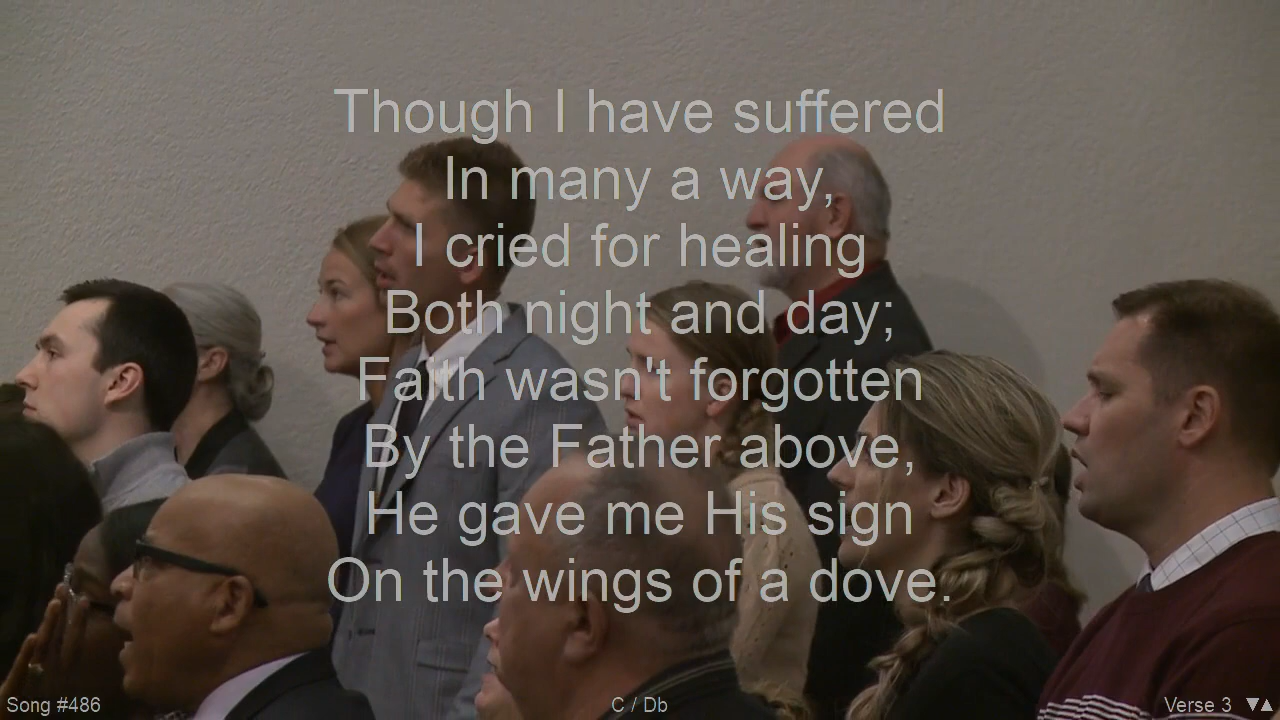 Though I have suffered
In many a way,
I cried for healing
Both night and day;
Faith wasn't forgotten
By the Father above,
He gave me His sign
On the wings of a dove.
Song #486
C / Db
Verse 3 ▼▲